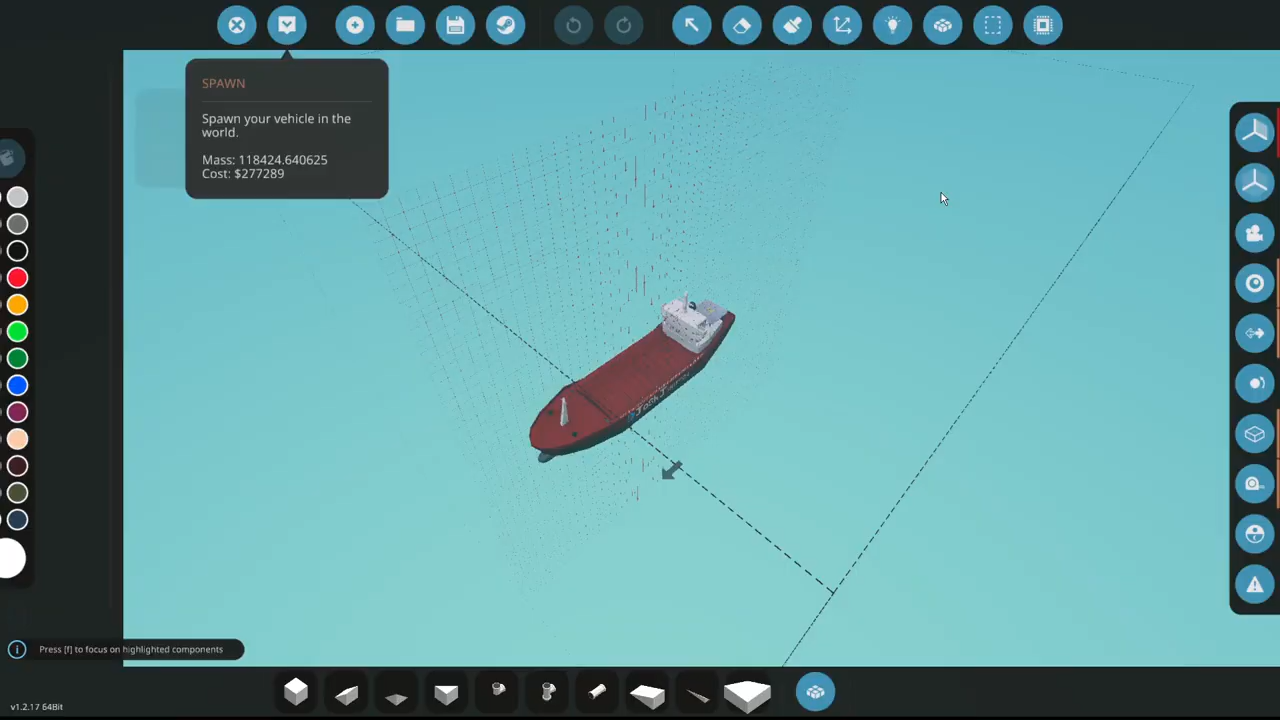 SPAWN
Spawn your vehicle in the
world.
Mass: 118424.640625
Cost: $277289
Press [f] to focus on highlighted components
v1.2.17 64Bit